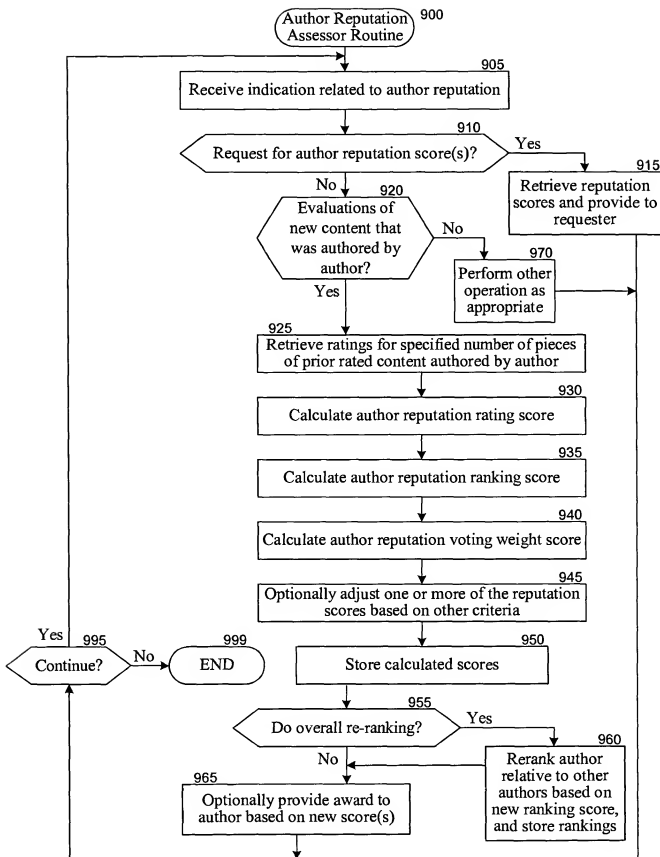 Author Reputation
Assessor Routine
900
905
Receive indication related to author reputation
910
Request for author reputation score(s)?
Yes
No
915
Retrieve reputation
scores and provide to
requester
920
Evaluations of
new content that
was authored by
author?
No
Yes
970
Perform other
operation as
appropriate
925
Retrieve ratings for specified number of pieces
of prior rated content authored by author
930
Calculate author reputation rating score
935
Calculate author reputation ranking score
940
Calculate author reputation voting weight score
945
Optionally adjust one or more of the reputation
scores based on other criteria
950
Store calculated scores
Yes
995
Continue?
No
999
END
955
Do overall re-ranking?
Yes
No
960
Rerank author
relative to other
authors based on
new ranking score,
and store rankings
965
Optionally provide award to
author based on new score(s)